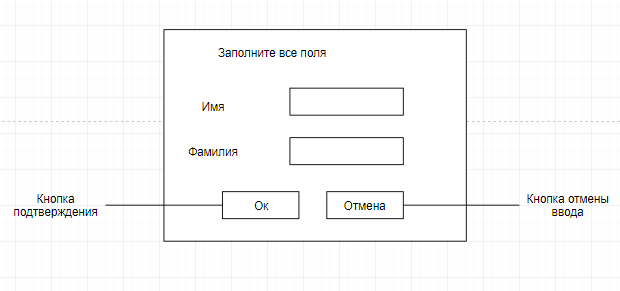 Заполните все поля
Имя
Фамилия
Кнопка
подтверждения
Ок
Отмена
Кнопка отмены
ввода